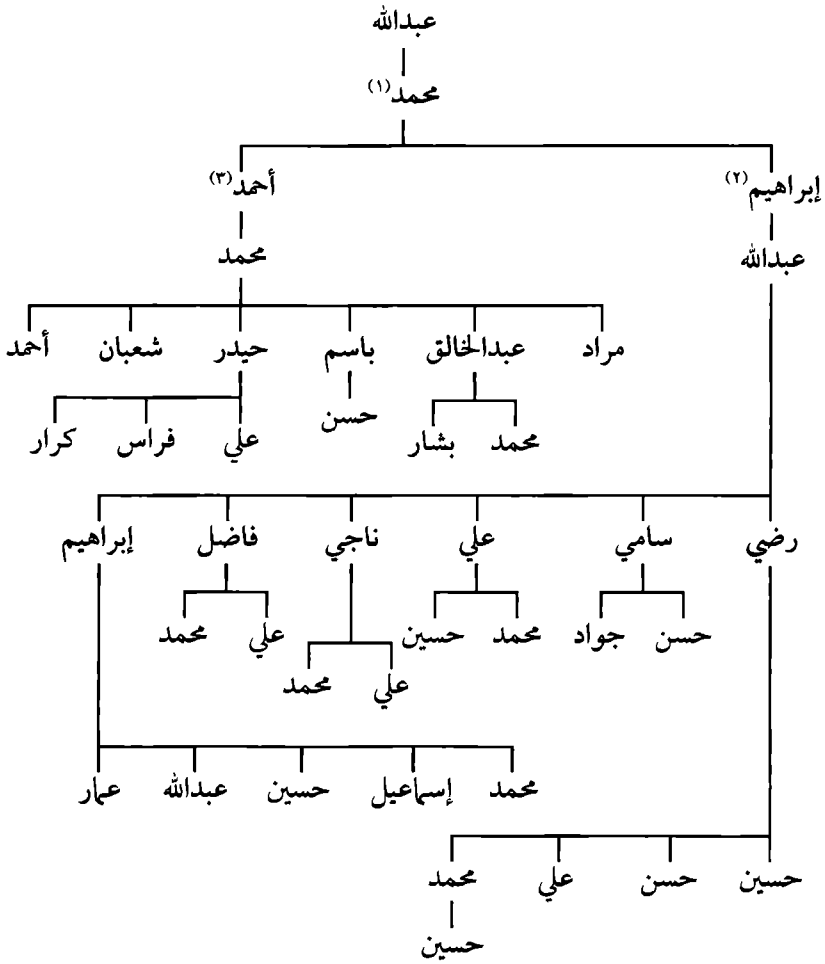 عبدالله
محمد(١)
إبراهيم(٢) أحمد(٣)
عبدالله محمد
مراد عبدالخالق باسم حيدر شعبان أحمد
محمد بشار حسن علي فراس كرار
رضي سامي علي ناجي فاضل إبراهيم
حسن جواد محمد حسين علي محمد
علي محمد
محمد إسماعيل حسين عبدالله عمار
حسين حسن علي محمد
حسين